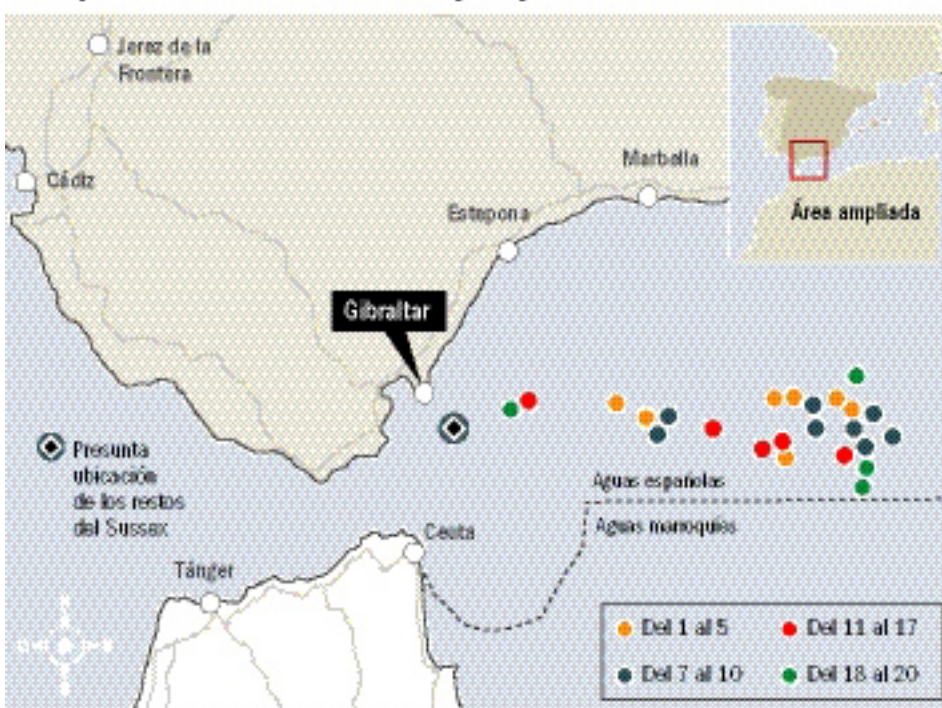 Jerez de la
Frontera
Cádiz
Marbella
Estepona
Área ampliada
Gibraltar
Presunta
ubicación
de los restos
del Sussex
Aguas españolas
Aguas marroquíes
Ceuta
Tánger
Del 1 al 5
Del 11 al 17
Del 7 al 10
Del 18 al 20